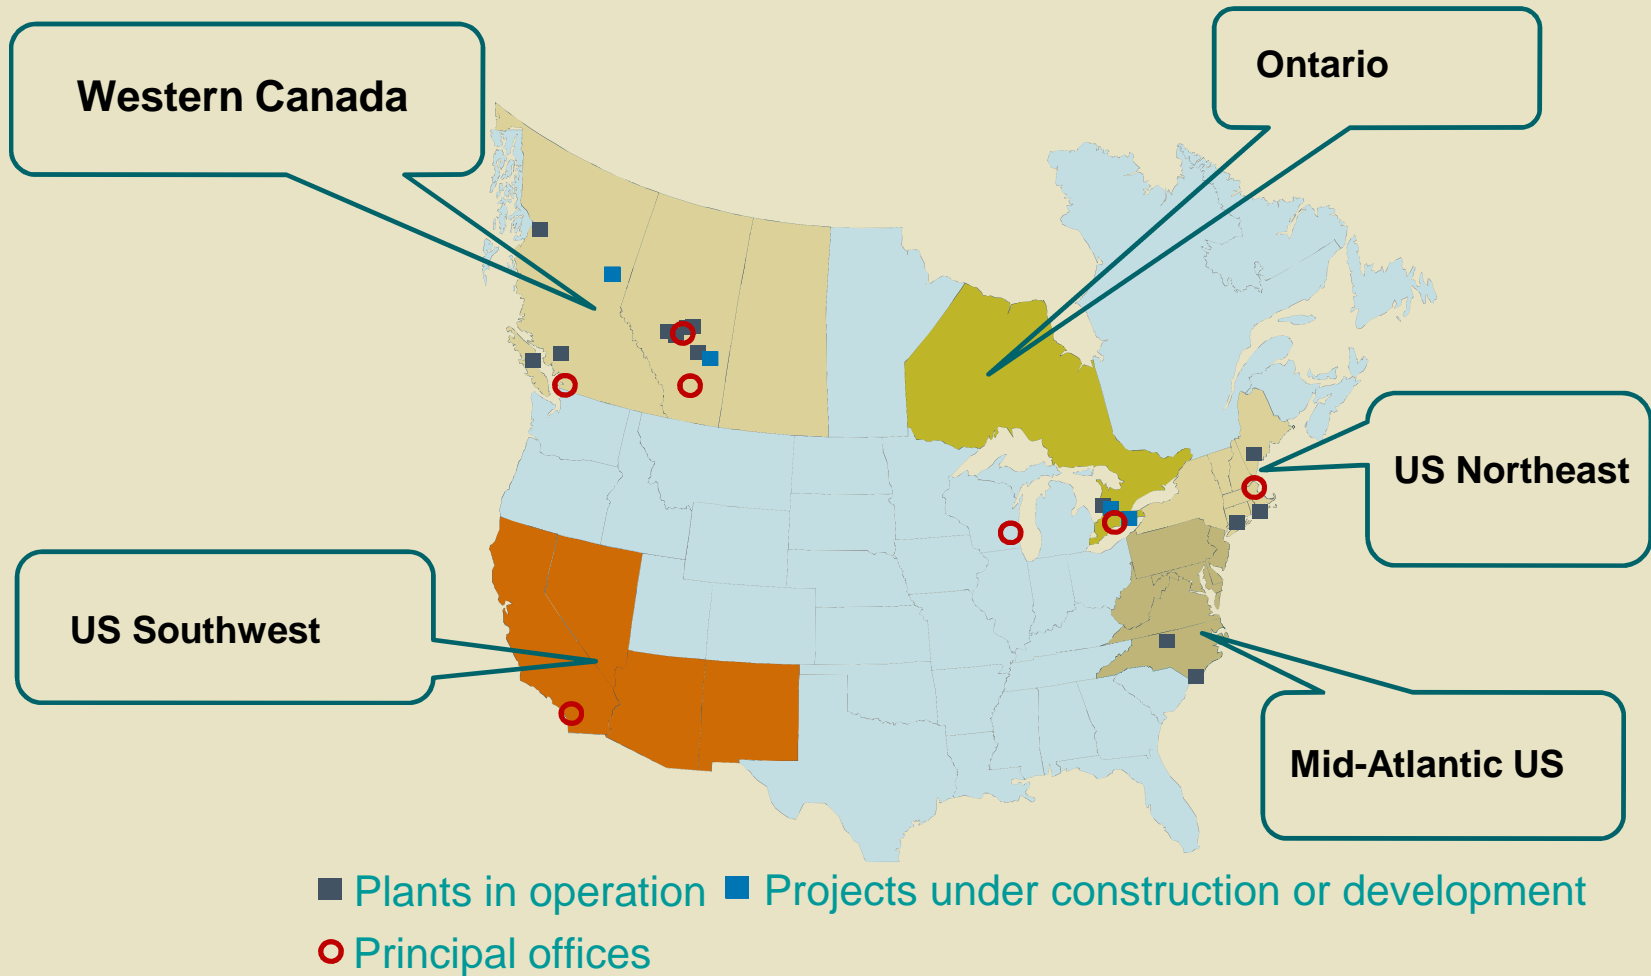 Western Canada
Ontario
US Northeast
US Southwest
Mid-Atlantic US
Plants in operation
Projects under construction or development
Principal offices